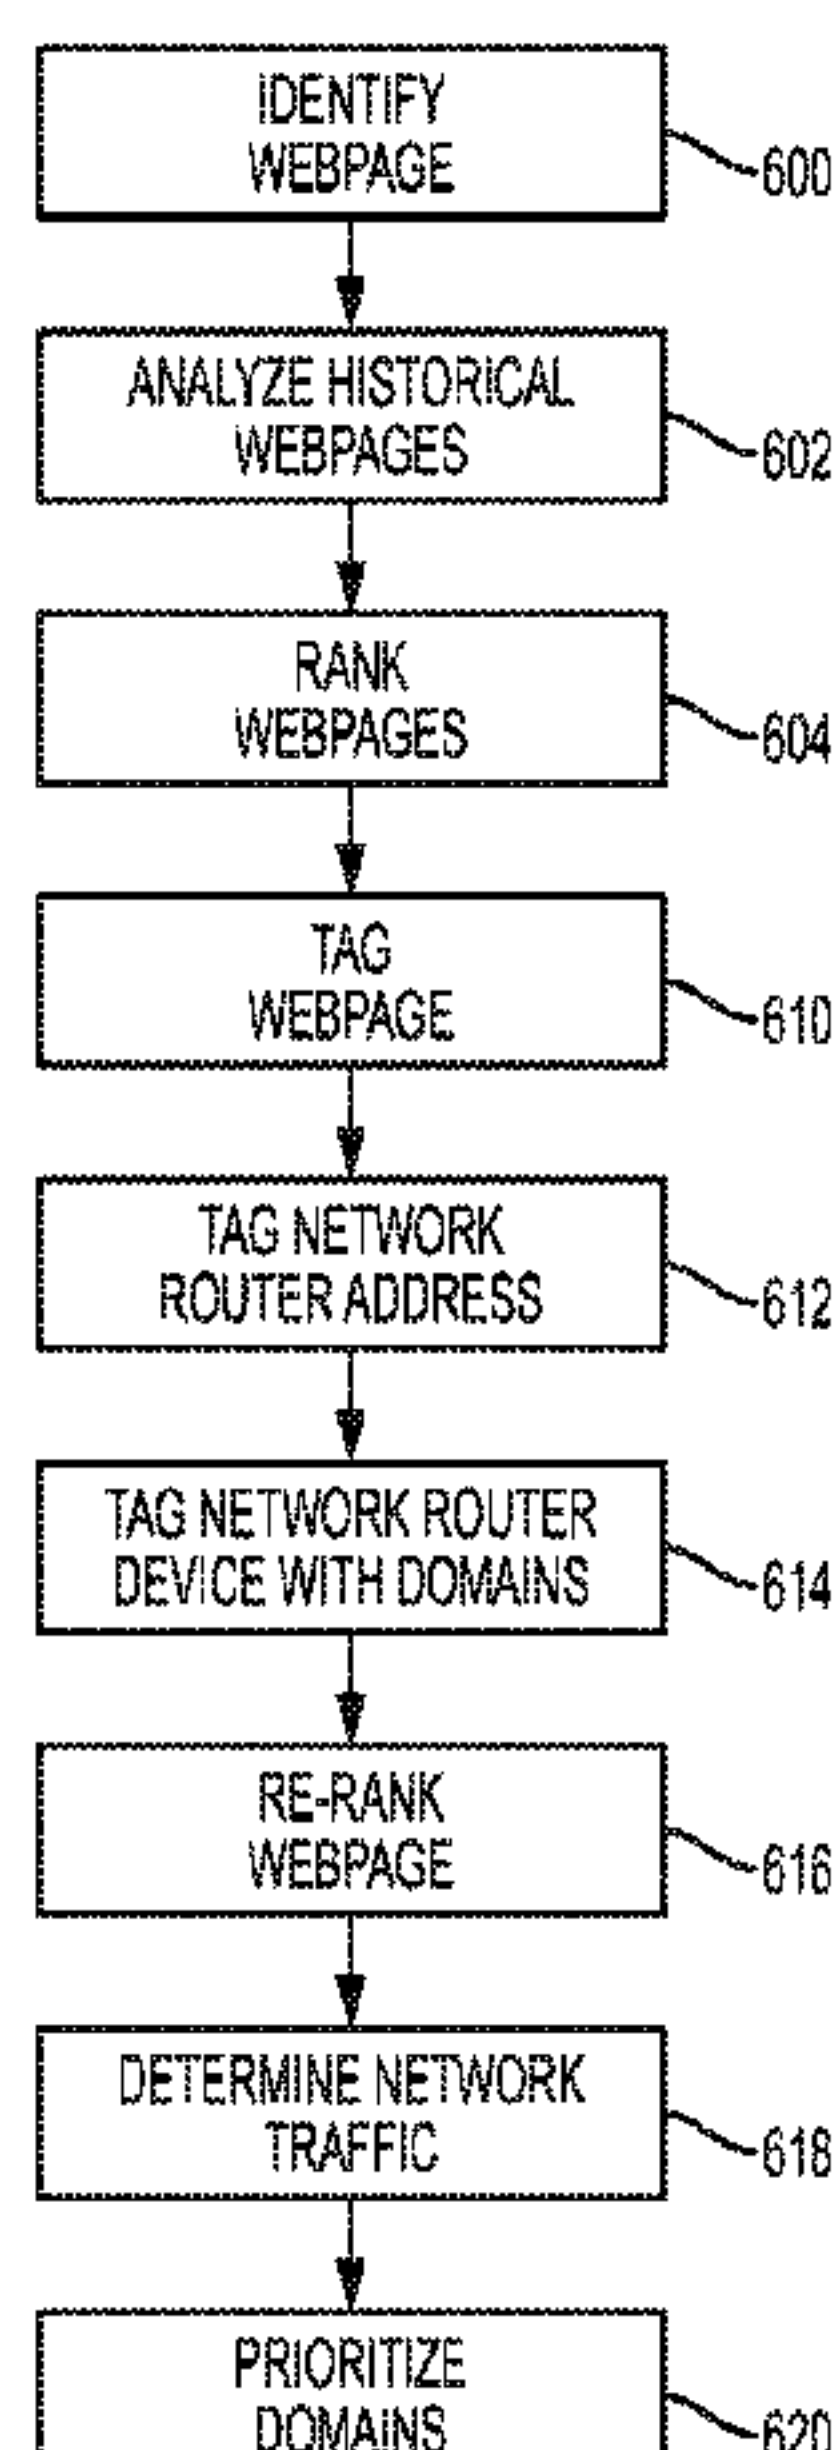 IDENTIFY
WEBPAGE
600
ANALYZE HISTORICAL
WEBPAGES
602
RANK
WEBPAGES
604
TAG
WEBPAGE
610
TAG NETWORK
ROUTER ADDRESS
612
TAG NETWORK ROUTER
DEVICE WITH DOMAINS
614
RE-RANK
WEBPAGE
616
DETERMINE NETWORK
TRAFFIC
618
PRIORITIZE
DOMAINS
620